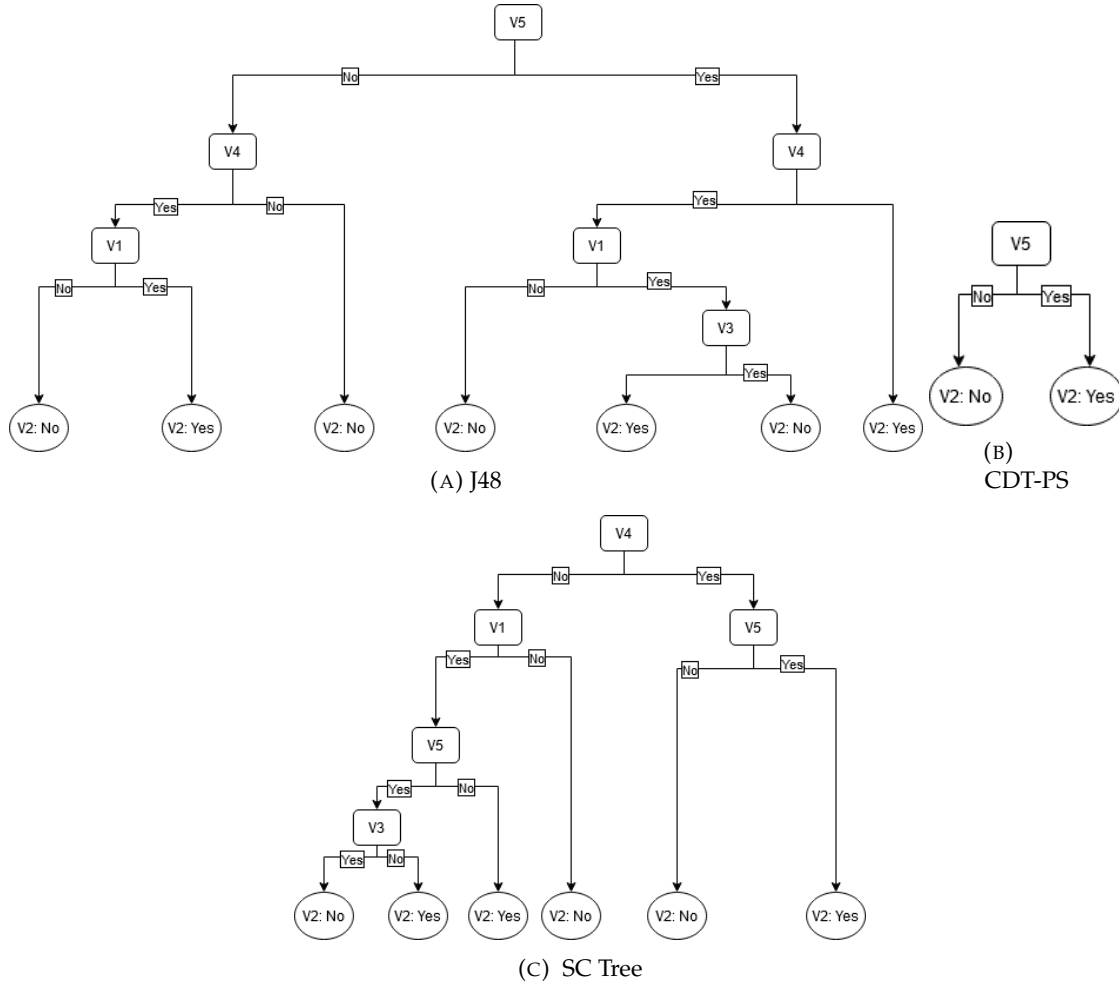 V5
No
Yes
V4
V4
Yes
No
Yes
V1
V1
No
Yes
No
Yes
V3
Yes
V2: No
V2: Yes
V2: No
V2: No
V2: Yes
V2: No
V2: Yes
(A) J48
V5
No
Yes
V2: No
V2: Yes
(B)
CDT-PS
V4
No
Yes
V1
V5
Yes
No
No
Yes
V5
Yes
No
V3
Yes
No
V2: No
V2: Yes
V2: Yes
V2: No
V2: No
V2: Yes
(C) SC Tree